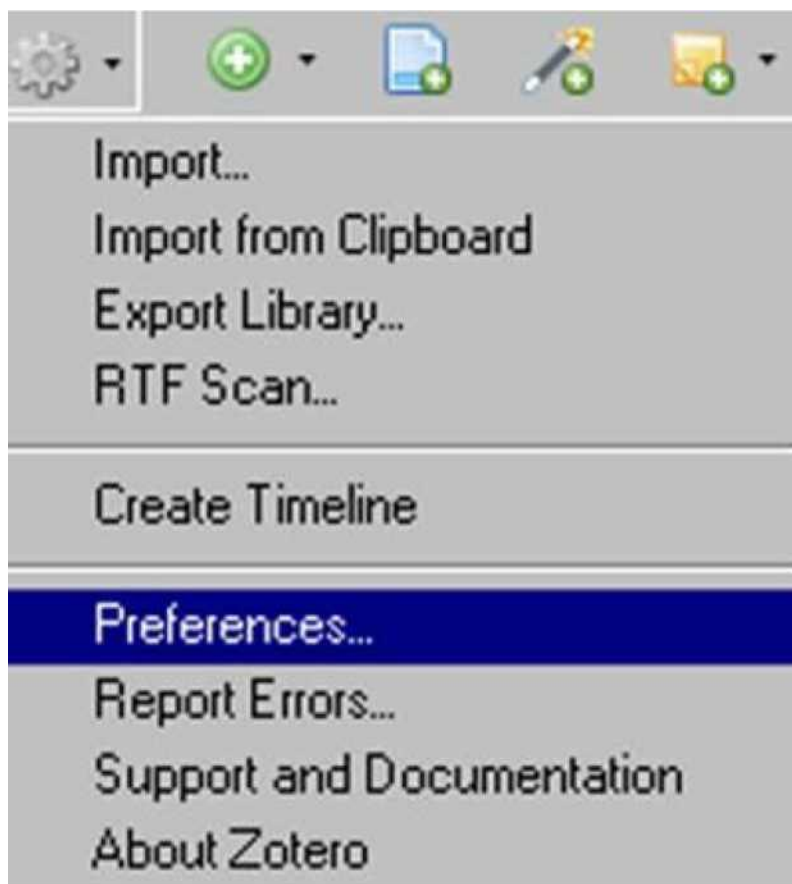 Import...
Import from Clipboard
Export Library...
RTF Scan...
Create Timeline
Preferences...
Report Errors...
Support and Documentation
About Zotero